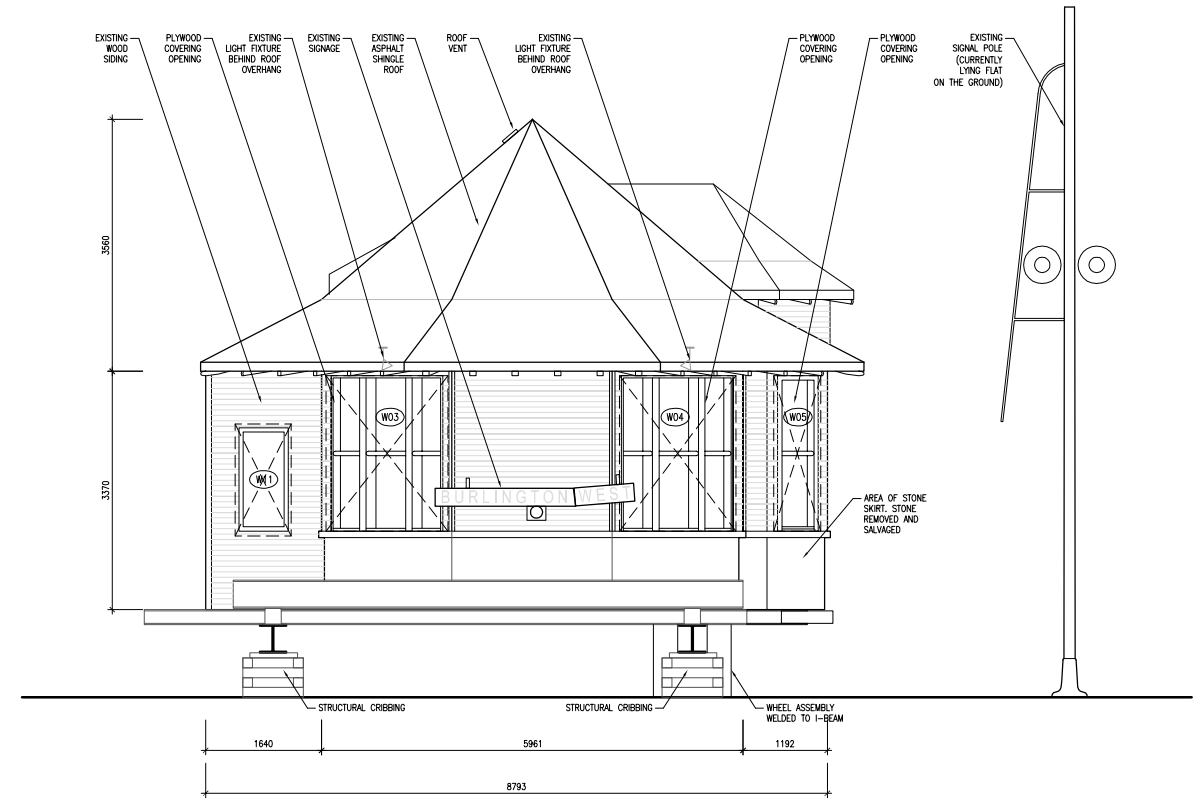 EXISTING
WOOD
SIDING
PLYWOOD
COVERING
OPENING
EXISTING
LIGHT FIXTURE
BEHIND ROOF
OVERHANG
EXISTING
SIGNAGE
EXISTING
ASPHALT
SHINGLE
ROOF
ROOF
VENT
EXISTING
LIGHT FIXTURE
BEHIND ROOF
OVERHANG
PLYWOOD
COVERING
OPENING
PLYWOOD
COVERING
OPENING
EXISTING
SIGNAL POLE
(CURRENTLY
LYING FLAT
ON THE GROUND)
3560
3370
W03
W04
W05
BURLINGTON WEST
AREA OF STONE
SKIRT. STONE
REMOVED AND
SALVAGED
STRUCTURAL CRIBBING
STRUCTURAL CRIBBING
WHEEL ASSEMBLY
WELDED TO I-BEAM
1640
5961
1192
8793